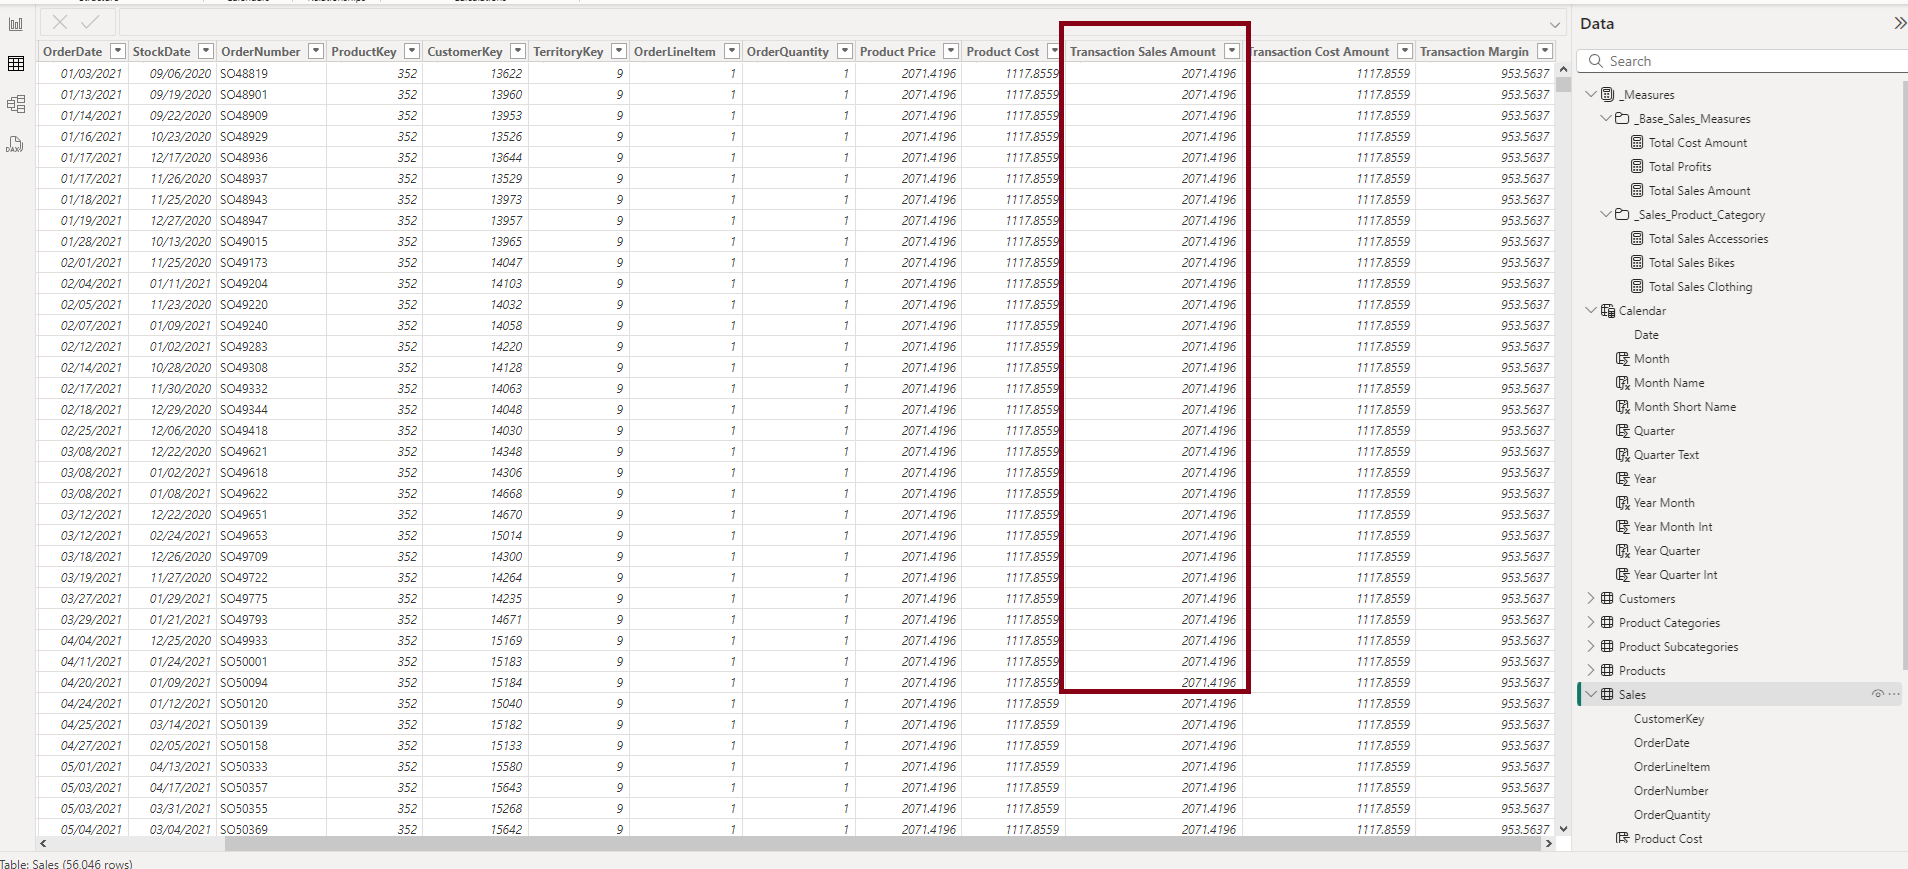 Data
OrderDate StockDate OrderNumber ProductKey CustomerKey TerritoryKey OrderLineItem OrderQuantity Product Price Product Cost Transaction Sales Amount Transaction Cost Amount Transaction Margin
01/03/2021 09/06/2020 SO48819 352 13622 9 1 1 2071.4196 1117.8559 2071.4196 1117.8559 953.5637
01/13/2021 09/19/2020 SO48901 352 13960 9 1 1 2071.4196 1117.8559 2071.4196 1117.8559 953.5637
01/14/2021 09/22/2020 SO48909 352 13953 9 1 1 2071.4196 1117.8559 2071.4196 1117.8559 953.5637
01/16/2021 10/23/2020 SO48929 352 13526 9 1 1 2071.4196 1117.8559 2071.4196 1117.8559 953.5637
01/17/2021 12/17/2020 SO48936 352 13644 9 1 1 2071.4196 1117.8559 2071.4196 1117.8559 953.5637
01/17/2021 11/26/2020 SO48937 352 13529 9 1 1 2071.4196 1117.8559 2071.4196 1117.8559 953.5637
01/18/2021 11/25/2020 SO48943 352 13973 9 1 1 2071.4196 1117.8559 2071.4196 1117.8559 953.5637
01/19/2021 12/27/2020 SO48947 352 13957 9 1 1 2071.4196 1117.8559 2071.4196 1117.8559 953.5637
01/28/2021 10/13/2020 SO49015 352 13965 9 1 1 2071.4196 1117.8559 2071.4196 1117.8559 953.5637
02/01/2021 11/25/2020 SO49173 352 14047 9 1 1 2071.4196 1117.8559 2071.4196 1117.8559 953.5637
02/04/2021 01/11/2021 SO49204 352 14103 9 1 1 2071.4196 1117.8559 2071.4196 1117.8559 953.5637
02/05/2021 11/23/2020 SO49220 352 14032 9 1 1 2071.4196 1117.8559 2071.4196 1117.8559 953.5637
02/07/2021 01/09/2021 SO49240 352 14058 9 1 1 2071.4196 1117.8559 2071.4196 1117.8559 953.5637
02/12/2021 01/02/2021 SO49283 352 14220 9 1 1 2071.4196 1117.8559 2071.4196 1117.8559 953.5637
02/14/2021 10/28/2020 SO49308 352 14128 9 1 1 2071.4196 1117.8559 2071.4196 1117.8559 953.5637
02/17/2021 11/30/2020 SO49332 352 14063 9 1 1 2071.4196 1117.8559 2071.4196 1117.8559 953.5637
02/18/2021 12/29/2020 SO49344 352 14048 9 1 1 2071.4196 1117.8559 2071.4196 1117.8559 953.5637
02/25/2021 12/06/2020 SO49418 352 14030 9 1 1 2071.4196 1117.8559 2071.4196 1117.8559 953.5637
03/08/2021 12/22/2020 SO49621 352 14348 9 1 1 2071.4196 1117.8559 2071.4196 1117.8559 953.5637
03/08/2021 01/02/2021 SO49618 352 14306 9 1 1 2071.4196 1117.8559 2071.4196 1117.8559 953.5637
03/08/2021 01/08/2021 SO49622 352 14668 9 1 1 2071.4196 1117.8559 2071.4196 1117.8559 953.5637
03/12/2021 12/22/2020 SO49651 352 14670 9 1 1 2071.4196 1117.8559 2071.4196 1117.8559 953.5637
03/12/2021 02/24/2021 SO49653 352 15014 9 1 1 2071.4196 1117.8559 2071.4196 1117.8559 953.5637
03/18/2021 12/26/2020 SO49709 352 14300 9 1 1 2071.4196 1117.8559 2071.4196 1117.8559 953.5637
03/19/2021 11/27/2020 SO49722 352 14264 9 1 1 2071.4196 1117.8559 2071.4196 1117.8559 953.5637
03/27/2021 01/29/2021 SO49775 352 14235 9 1 1 2071.4196 1117.8559 2071.4196 1117.8559 953.5637
03/29/2021 01/21/2021 SO49793 352 14671 9 1 1 2071.4196 1117.8559 2071.4196 1117.8559 953.5637
04/04/2021 12/25/2020 SO49933 352 15169 9 1 1 2071.4196 1117.8559 2071.4196 1117.8559 953.5637
04/11/2021 01/24/2021 SO50001 352 15183 9 1 1 2071.4196 1117.8559 2071.4196 1117.8559 953.5637
04/20/2021 01/09/2021 SO50094 352 15184 9 1 1 2071.4196 1117.8559 2071.4196 1117.8559 953.5637
04/24/2021 01/12/2021 SO50120 352 15040 9 1 1 2071.4196 1117.8559 2071.4196 1117.8559 953.5637
04/25/2021 03/14/2021 SO50139 352 15182 9 1 1 2071.4196 1117.8559 2071.4196 1117.8559 953.5637
04/27/2021 02/05/2021 SO50158 352 15133 9 1 1 2071.4196 1117.8559 2071.4196 1117.8559 953.5637
05/01/2021 04/13/2021 SO50333 352 15580 9 1 1 2071.4196 1117.8559 2071.4196 1117.8559 953.5637
05/03/2021 04/17/2021 SO50357 352 15643 9 1 1 2071.4196 1117.8559 2071.4196 1117.8559 953.5637
05/03/2021 03/31/2021 SO50355 352 15268 9 1 1 2071.4196 1117.8559 2071.4196 1117.8559 953.5637
05/04/2021 03/04/2021 SO50369 352 15642 9 1 1 2071.4196 1117.8559 2071.4196 1117.8559 953.5637
Table: Sales (56,046 rows)
Search
_Measures
_Base_Sales_Measures
Total Cost Amount
Total Profits
Total Sales Amount
_Sales_Product_Category
Total Sales Accessories
Total Sales Bikes
Total Sales Clothing
Calendar
Date
Month
Month Name
Month Short Name
Quarter
Quarter Text
Year
Year Month
Year Month Int
Year Quarter
Year Quarter Int
Customers
Product Categories
Product Subcategories
Products
Sales
CustomerKey
OrderDate
OrderLineItem
OrderNumber
OrderQuantity
Product Cost